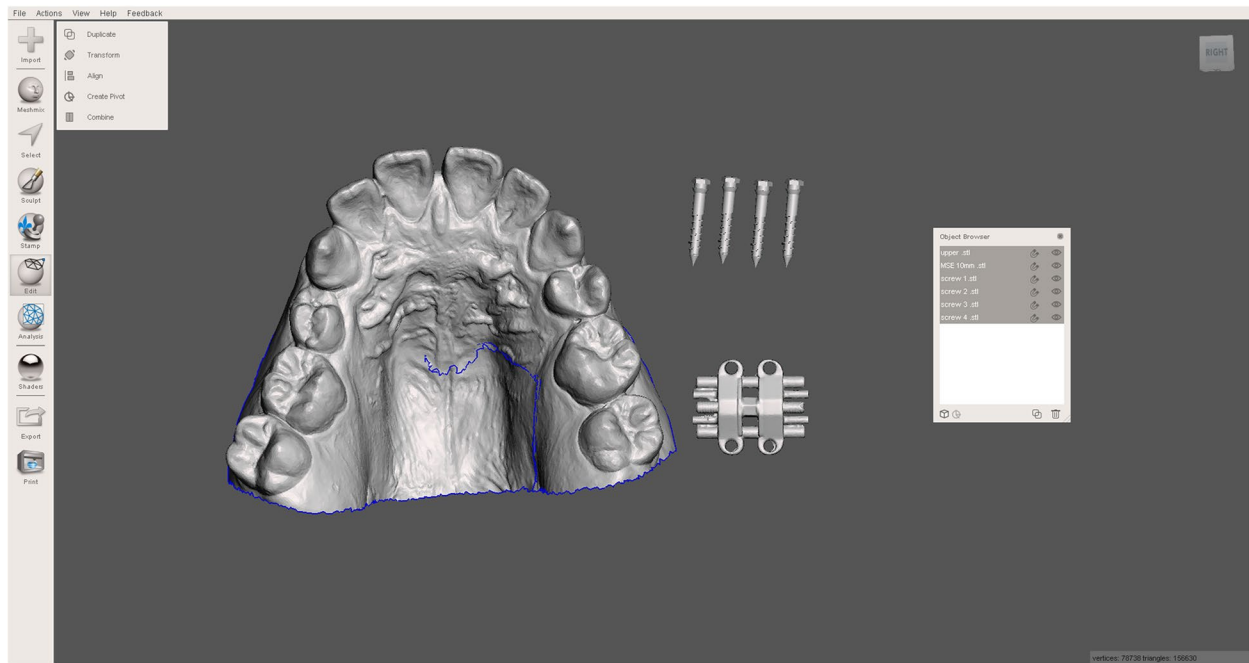 File Actions View Help Feedback
Import
Meshmix
Select
Sculpt
Stamp
Edit
Analysis
Shaders
Export
Print
Duplicate
Transform
Align
Create Pivot
Combine
RIGHT
Object Browser
upper .stl
MSE 10mm .stl
screw 1 .stl
screw 2 .stl
screw 3 .stl
screw 4 .stl
vertices: 78738 triangles: 156630